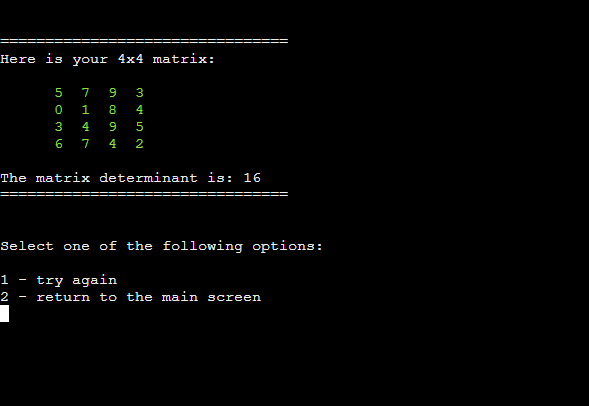 ================================
Here is your 4x4 matrix:
5 7 9 3
0 1 8 4
3 4 9 5
6 7 4 2
The matrix determinant is: 16
================================
Select one of the following options:
1 - try again
2 - return to the main screen